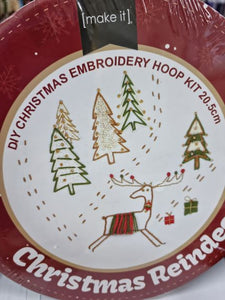 [make it].
DIY CHRISTMAS EMBROIDERY HOOP KIT 20.5cm
Christmas Reinde